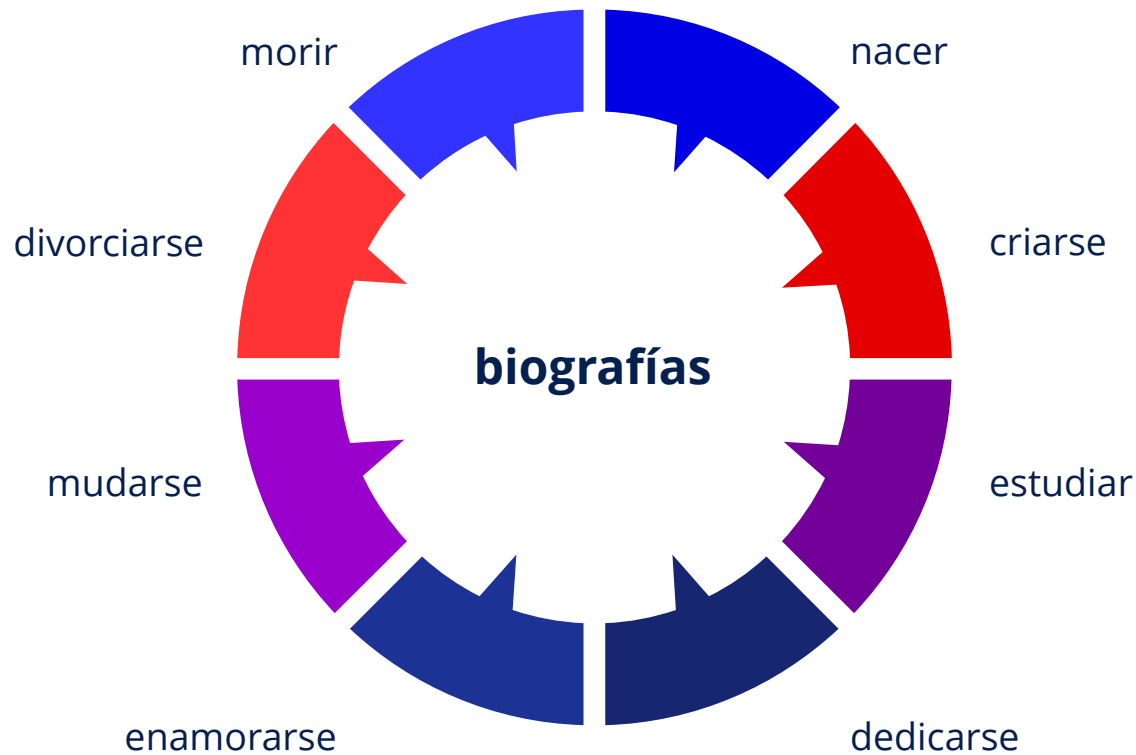 morir
nacer
divorciarse
criarse
biografías
mudarse
estudiar
enamorarse
dedicarse